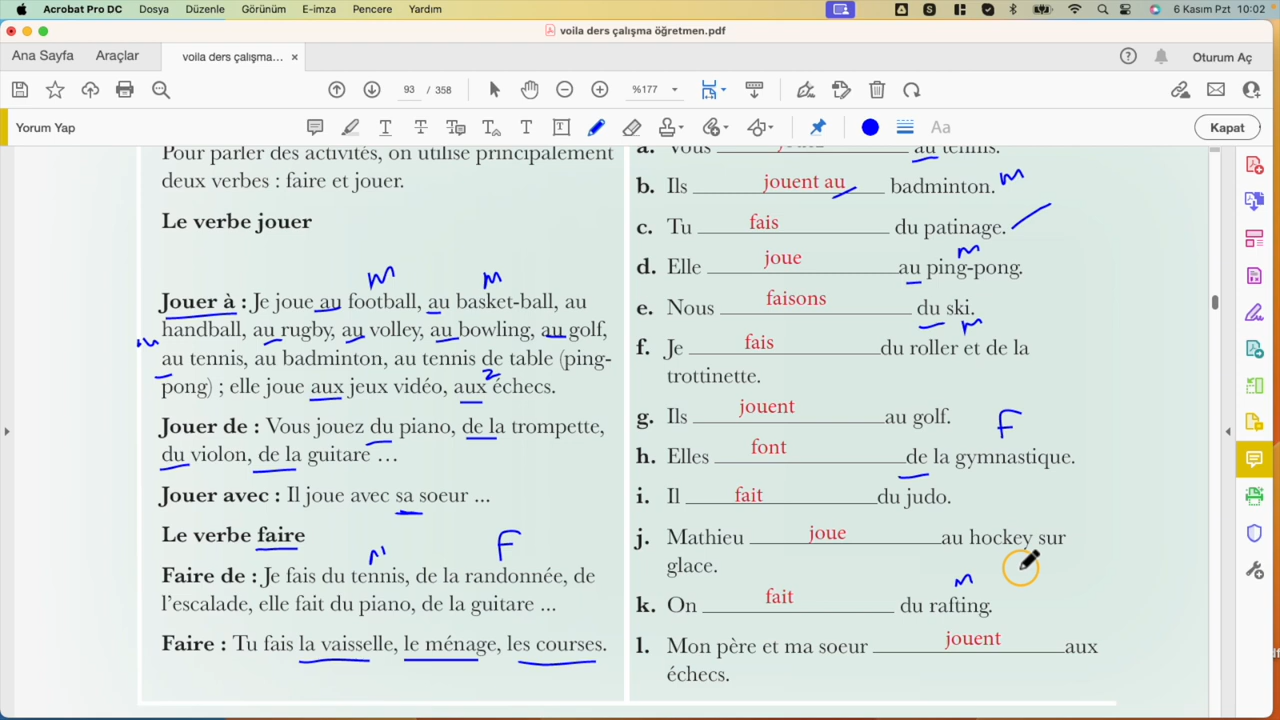 Acrobat Pro DC Dosya Düzenle Görünüm E-imza Pencere Yardım 6 Kasım Pzt 10:02
voila ders çalışma öğretmen.pdf
Ana Sayfa Araçlar voila ders çalışma... × Oturum Aç
93 / 358 %177
Yorum Yap Aa Kapat
Pour parler des activités, on utilise principalement
deux verbes : faire et jouer.
Le verbe jouer
m m
Jouer à : Je joue au football, au basket-ball, au
handball, au rugby, au volley, au bowling, au golf,
au tennis, au badminton, au tennis de table (ping-
pong) ; elle joue aux jeux vidéo, aux échecs.
Jouer de : Vous jouez du piano, de la trompette,
du violon, de la guitare ...
Jouer avec : Il joue avec sa soeur ...
Le verbe faire
F
Faire de : Je fais du tennis, de la randonnée, de
l'escalade, elle fait du piano, de la guitare ...
Faire : Tu fais la vaisselle, le ménage, les courses.
a. Vous jouez au tennis.
b. Ils jouent au badminton. m
c. Tu fais du patinage.
m
d. Elle joue au ping-pong.
e. Nous faisons du ski.
m
f. Je fais du roller et de la
trottinette.
g. Ils jouent au golf.
F
h. Elles font de la gymnastique.
i. Il fait du judo.
j. Mathieu joue au hockey sur
glace.
m
k. On fait du rafting.
l. Mon père et ma soeur jouent aux
échecs.